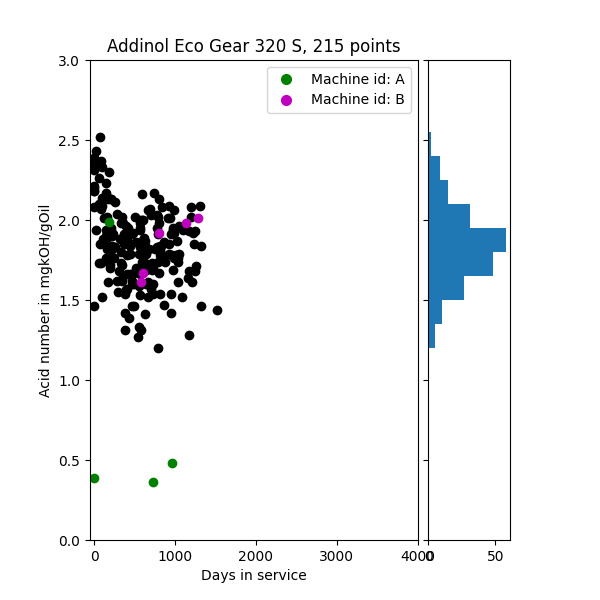 Addinol Eco Gear 320 S, 215 points
Machine id: A
Machine id: B
3.0
2.5
2.0
1.5
1.0
0.5
0.0
Acid number in mgkOH/gOil
0 1000 2000 3000 4000
0 50
Days in service